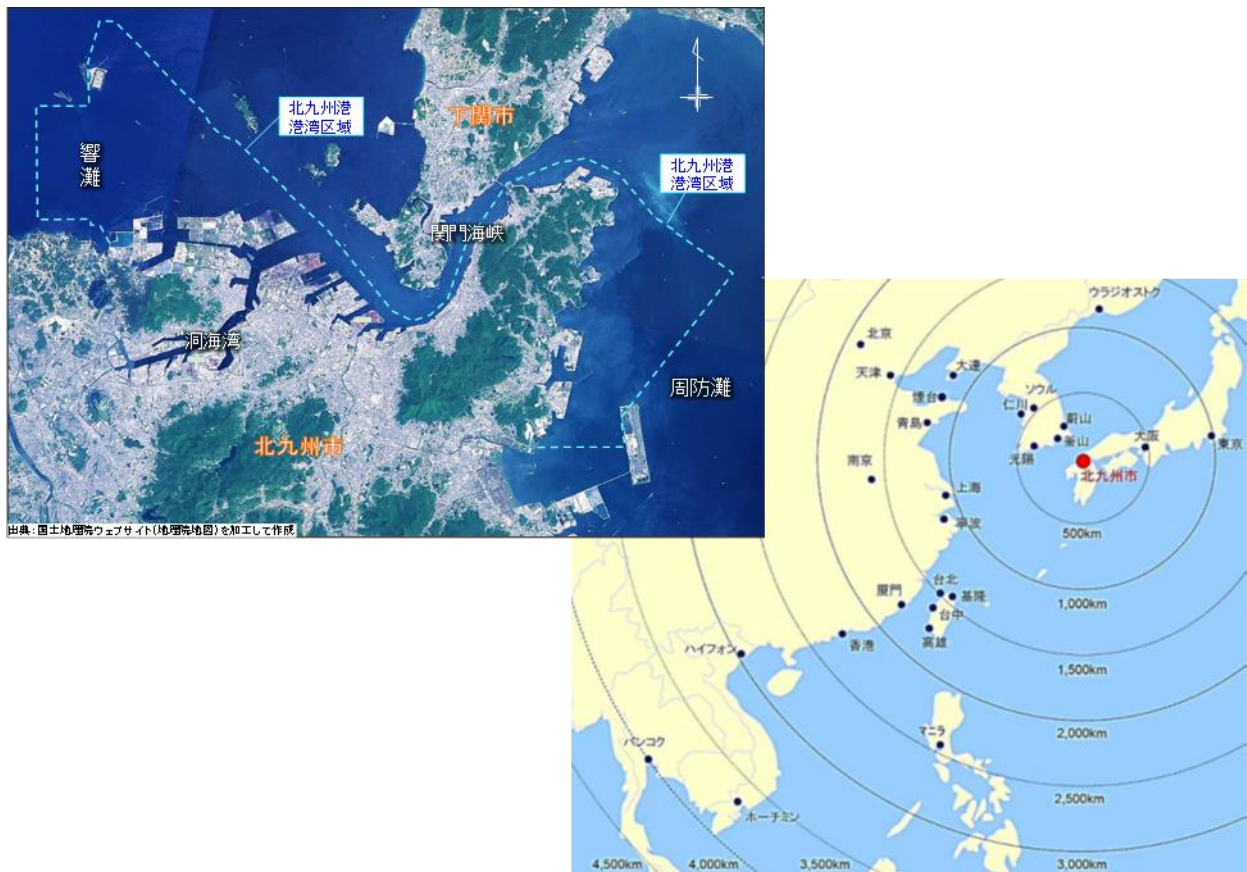 下関市
北九州港
港湾区域
北九州港
港湾区域
響灘
関門海峡
洞海湾
周防灘
北九州市
出典:国土地理院ウェブサイト(地理院地図)を加工して作成
ウラジオストク
北京
大連
天津
ソウル
煙台
仁川
蔚山
青島
釜山
大阪
東京
光陽
南京
北九州市
上海
寧波
500km
台北
厦門
基隆
1,000km
台中
高雄
香港
ハイフォン
1,500km
マニラ
2,000km
バンコク
2,500km
ホーチミン
4,500km
4,000km
3,500km
3,000km